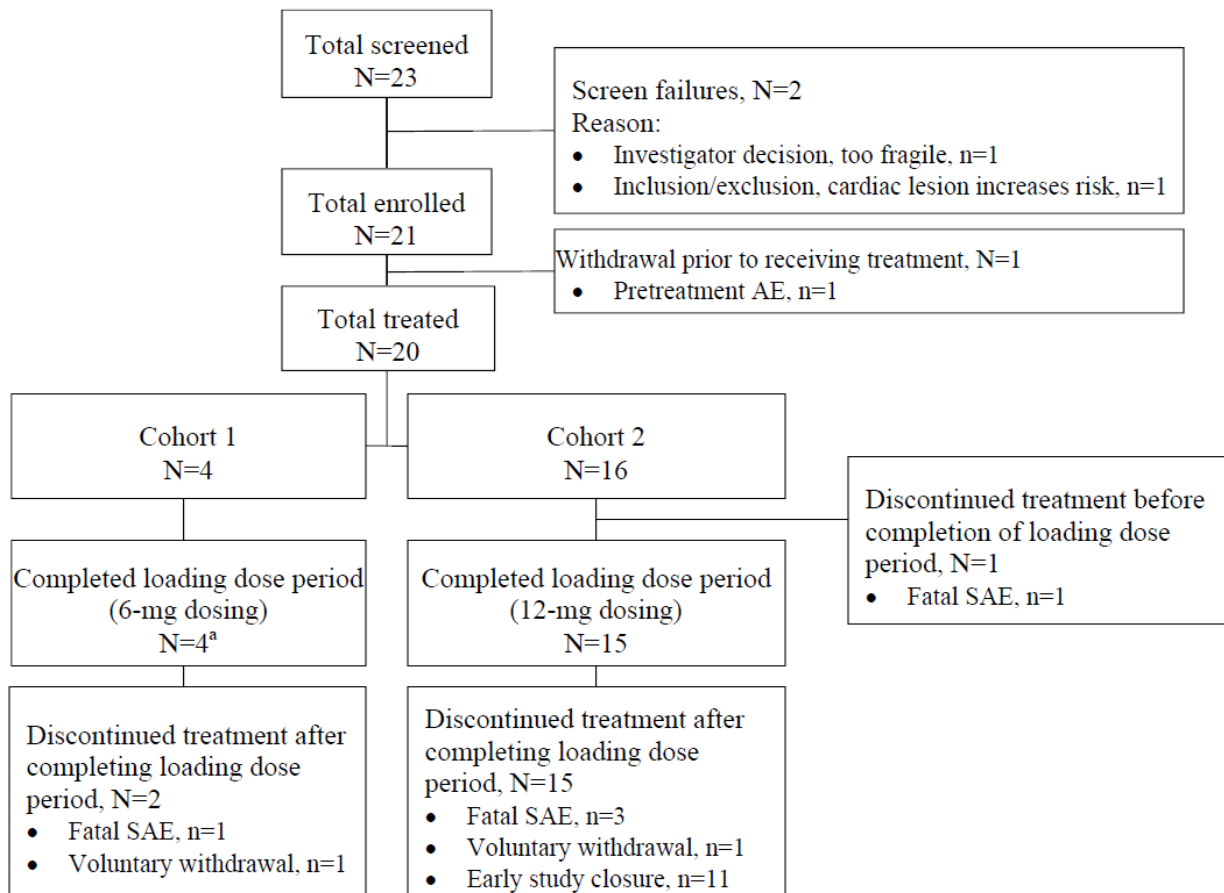 Total screened
N=23
Screen failures, N=2
Reason:
• Investigator decision, too fragile, n=1
• Inclusion/exclusion, cardiac lesion increases risk, n=1
Total enrolled
N=21
Withdrawal prior to receiving treatment, N=1
• Pretreatment AE, n=1
Total treated
N=20
Cohort 1
N=4
Cohort 2
N=16
Discontinued treatment before
completion of loading dose
period, N=1
• Fatal SAE, n=1
Completed loading dose period
(6-mg dosing)
N=4ᵃ
Completed loading dose period
(12-mg dosing)
N=15
Discontinued treatment after
completing loading dose
period, N=2
• Fatal SAE, n=1
• Voluntary withdrawal, n=1
Discontinued treatment after
completing loading dose
period, N=15
• Fatal SAE, n=3
• Voluntary withdrawal, n=1
• Early study closure, n=11